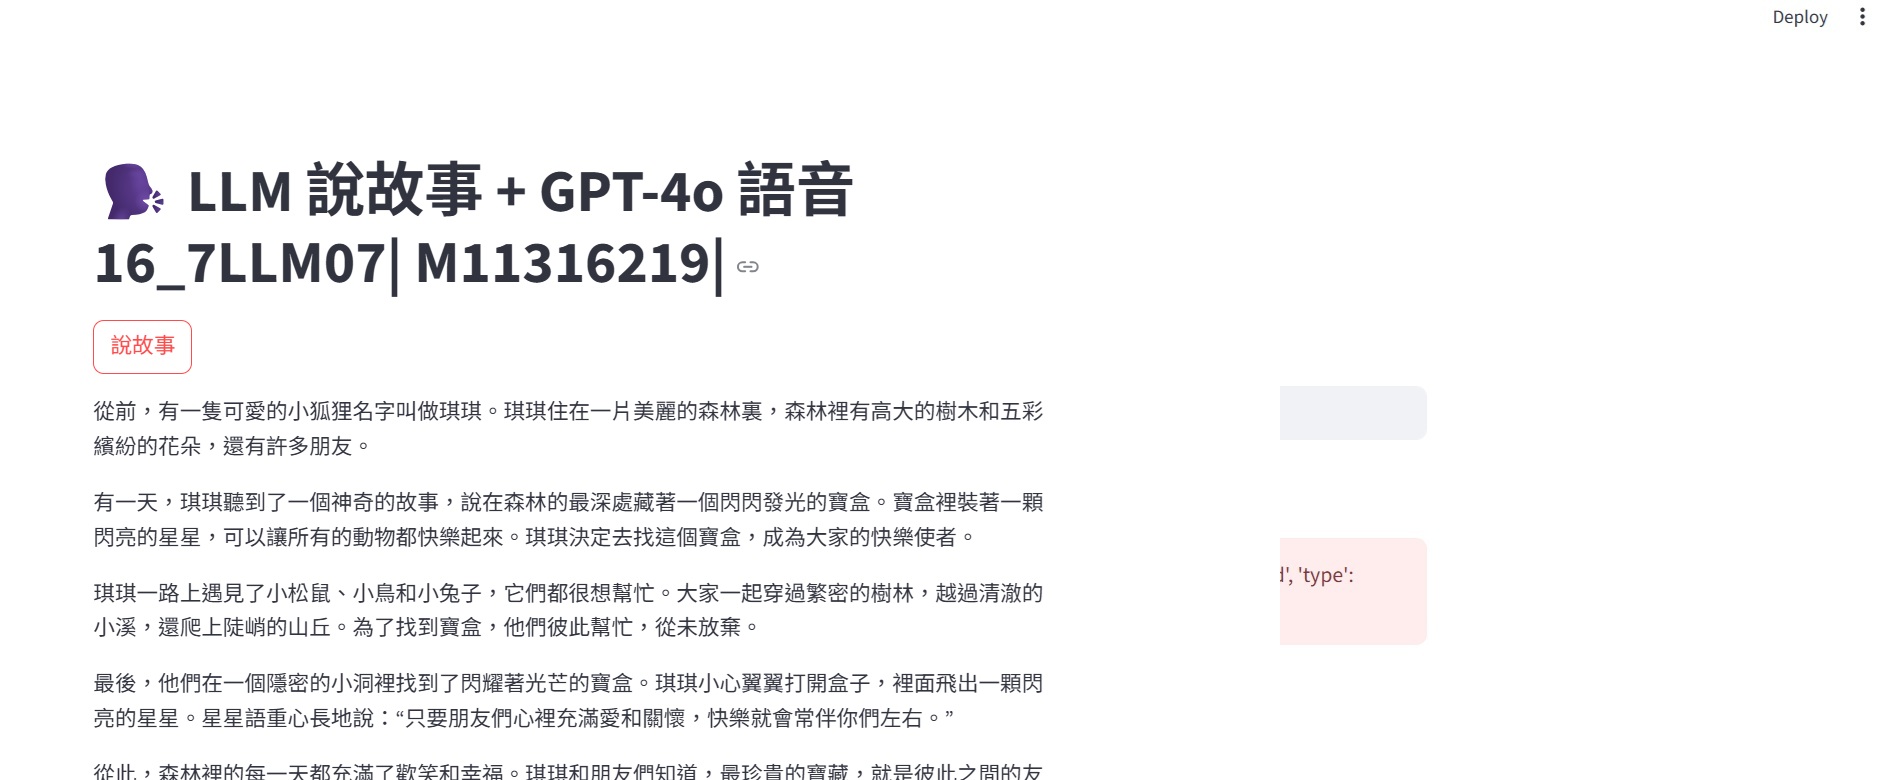 Deploy
LLM 說故事 + GPT-4o 語音
16_7LLM07| M11316219|
說故事
從前，有一隻可愛的小狐狸名字叫做琪琪。琪琪住在一片美麗的森林裏，森林裡有高大的樹木和五彩
繽紛的花朵，還有許多朋友。
有一天，琪琪聽到了一個神奇的故事，說在森林的最深處藏著一個閃閃發光的寶盒。寶盒裡裝著一顆
閃亮的星星，可以讓所有的動物都快樂起來。琪琪決定去找這個寶盒，成為大家的快樂使者。
d', 'type':
琪琪一路上遇見了小松鼠、小鳥和小兔子，它們都很想幫忙。大家一起穿過繁密的樹林，越過清澈的
小溪，還爬上陡峭的山丘。為了找到寶盒，他們彼此幫忙，從未放棄。
最後，他們在一個隱密的小洞裡找到了閃耀著光芒的寶盒。琪琪小心翼翼打開盒子，裡面飛出一顆閃
亮的星星。星星語重心長地說：“只要朋友們心裡充滿愛和關懷，快樂就會常伴你們左右。”
從此，森林裡的每一天都充滿了歡笑和幸福。琪琪和朋友們知道，最珍貴的寶藏，就是彼此之間的友